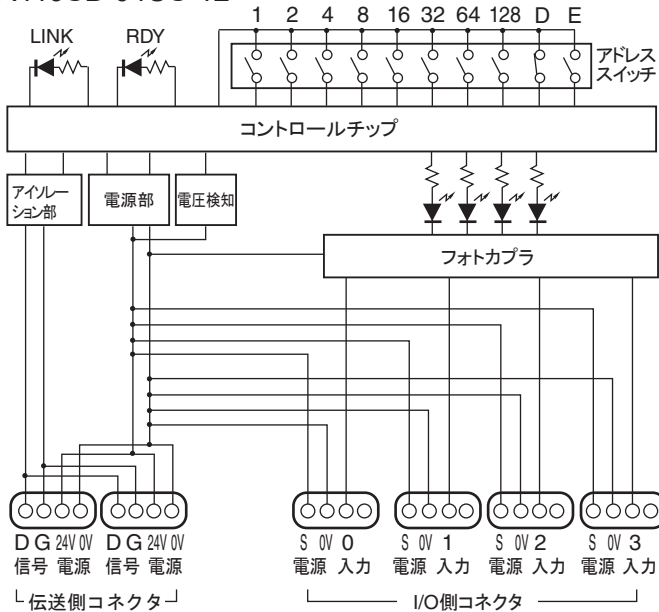 1 2 4 8 16 32 64 128 D E
LINK RDY
アドレス
スイッチ
コントロールチップ
アイソレー
ション部
電源部
電圧検知
フォトカプラ
D G 24V 0V D G 24V 0V S 0V 0 S 0V 1 S 0V 2 S 0V 3
信号 電源 信号 電源 電源 入力 電源 入力 電源 入力 電源 入力
伝送側コネクタ I/O側コネクタ